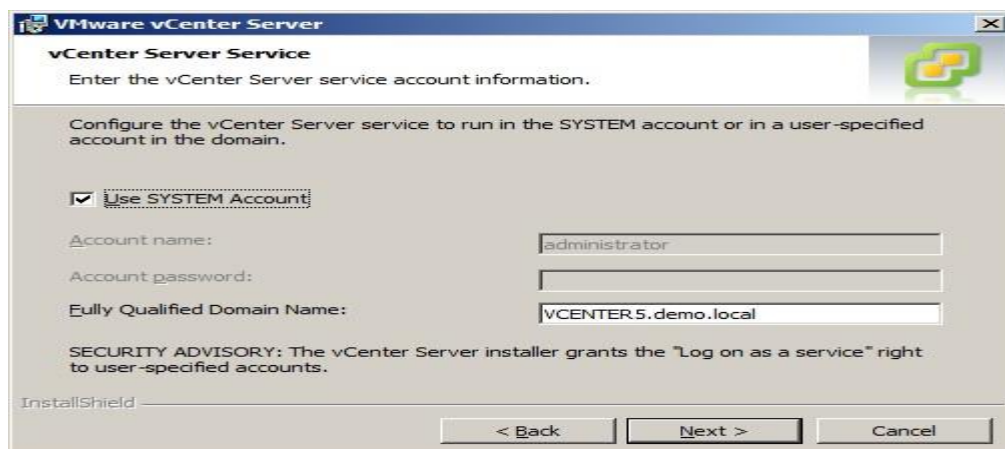 VMware vCenter Server
vCenter Server Service
Enter the vCenter Server service account information.
Configure the vCenter Server service to run in the SYSTEM account or in a user-specified
account in the domain.
Use SYSTEM Account
Account name:
administrator
Account password:
Fully Qualified Domain Name:
VCENTER5.demo.local
SECURITY ADVISORY: The vCenter Server installer grants the "Log on as a service" right
to user-specified accounts.
InstallShield
< Back
Next >
Cancel